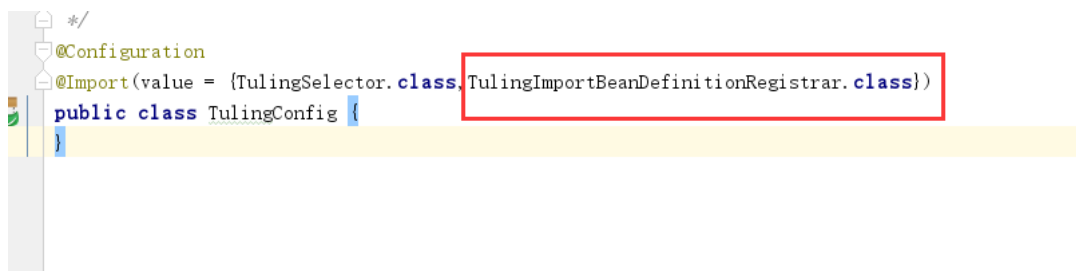 */
@Configuration
@Import(value = {TulingSelector.class,TulingImportBeanDefinitionRegistrar.class})
public class TulingConfig {
}